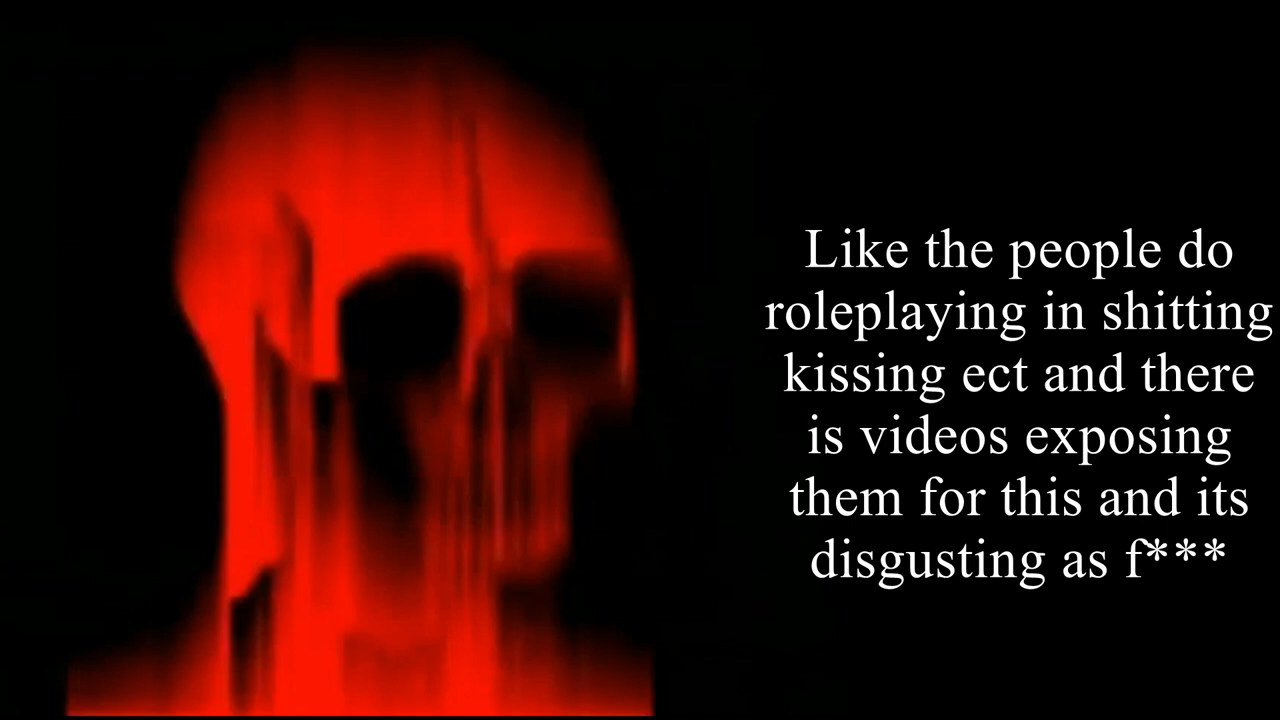 Like the people do
roleplaying in shitting
kissing ect and there
is videos exposing
them for this and its
disgusting as f***